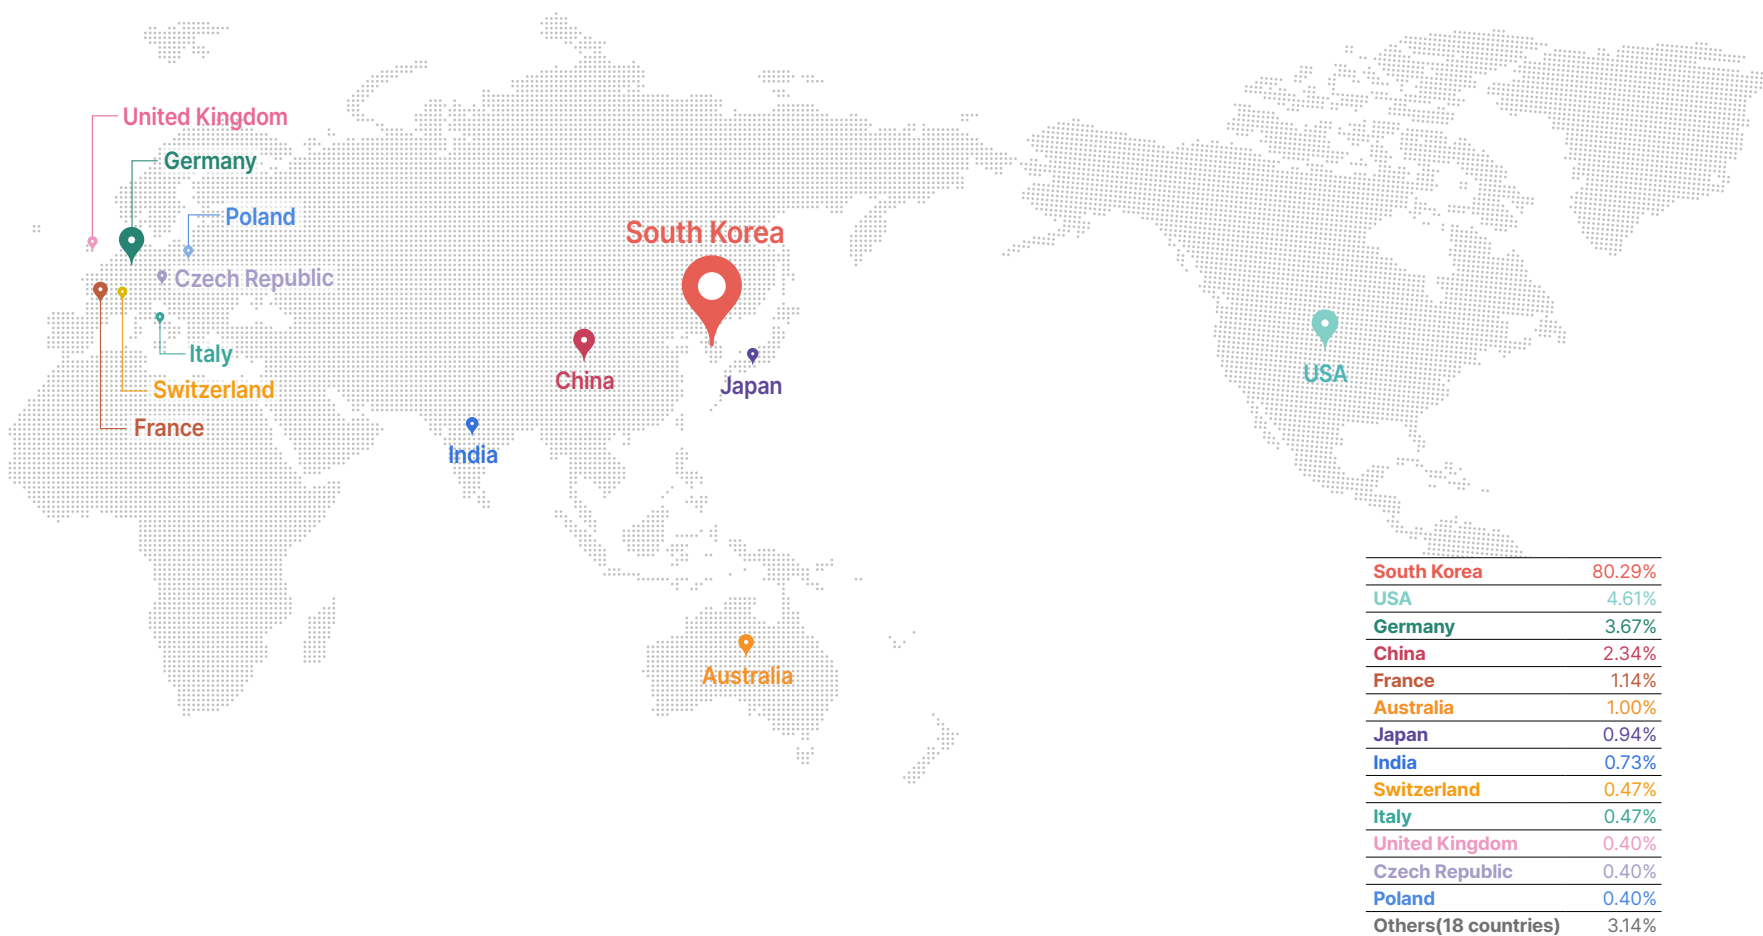 United Kingdom
Germany
Poland
South Korea
Czech Republic
Italy
China
Japan
USA
Switzerland
France
India
Australia
South Korea 80.29%
USA 4.61%
Germany 3.67%
China 2.34%
France 1.14%
Australia 1.00%
Japan 0.94%
India 0.73%
Switzerland 0.47%
Italy 0.47%
United Kingdom 0.40%
Czech Republic 0.40%
Poland 0.40%
Others(18 countries) 3.14%